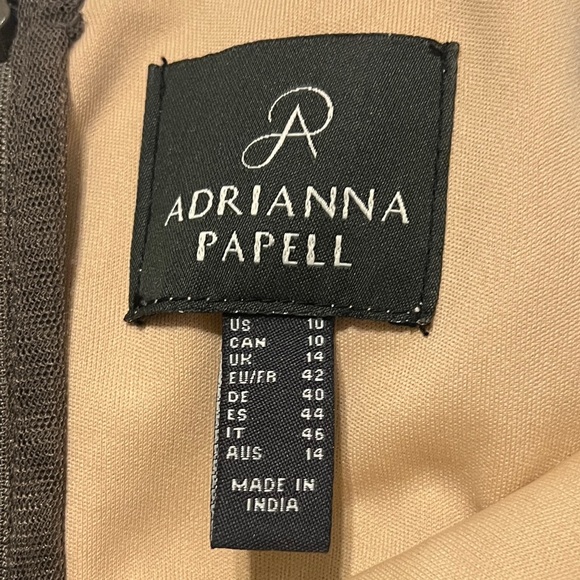 AP
ADRIANNA
PAPELL
US 10
CAN 10
UK 14
EU/FR 42
DE 40
ES 44
IT 46
AUS 14
MADE IN
INDIA